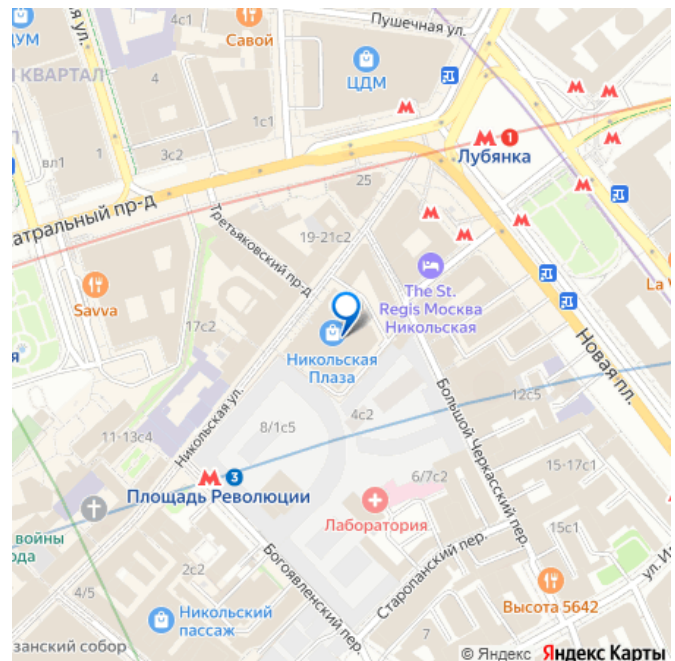 ЦУМ
4с1
Савой
Пушечная ул.
ЦДМ
КВАРТАЛ
4
1с1
вл1
3с2
1
Лубянка
25
атральный пр-д
Третьяковский пр-д
19-21с2
The St.
Regis Москва
Никольская
Savva
17с2
Никольская
Плаза
Новая пл.
Никольская ул.
Большой Черкасский пер.
12с5
4с2
8/1с5
11-13с4
3
Площадь Революции
6/7с2
15-17с1
Лаборатория
15с1
войны
2с2
Старопанский пер.
Богоявленский пер.
4/5
Высота 5642
Никольский
пассаж
7
занский собор
© Яндекс Яндекс Карты